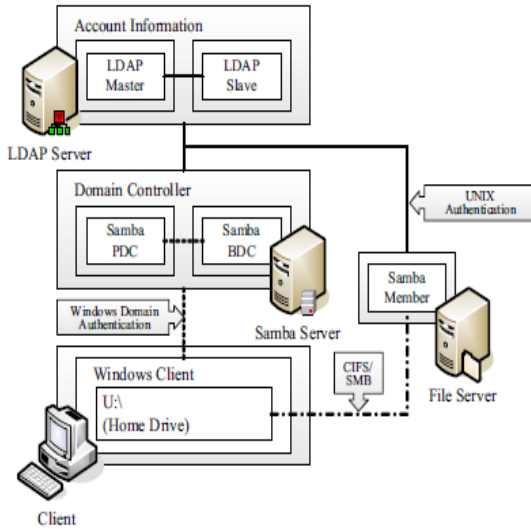 Account Information
LDAP
Master
LDAP
Slave
LDAP Server
UNIX
Authentication
Domain Controller
Samba
PDC
Samba
BDC
Samba
Member
Windows Domain
Authentication
Samba Server
CIFS/
SMB
File Server
Windows Client
U:\
(Home Drive)
Client